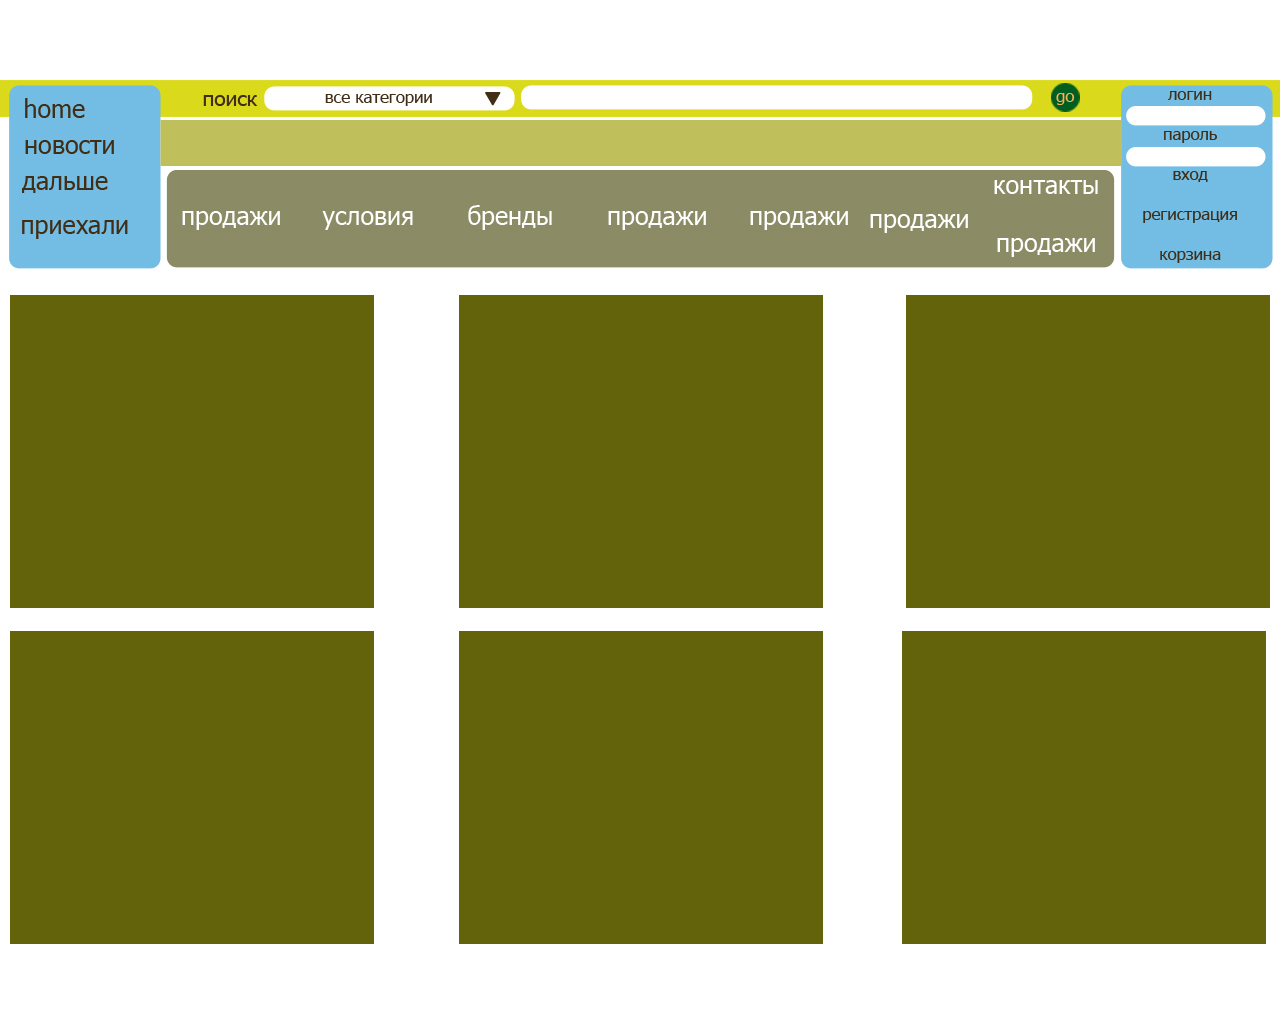 home
новости
дальше
приехали
поиск
все категории
go
продажи
условия
бренды
продажи
продажи
продажи
контакты
продажи
логин
пароль
вход
регистрация
корзина